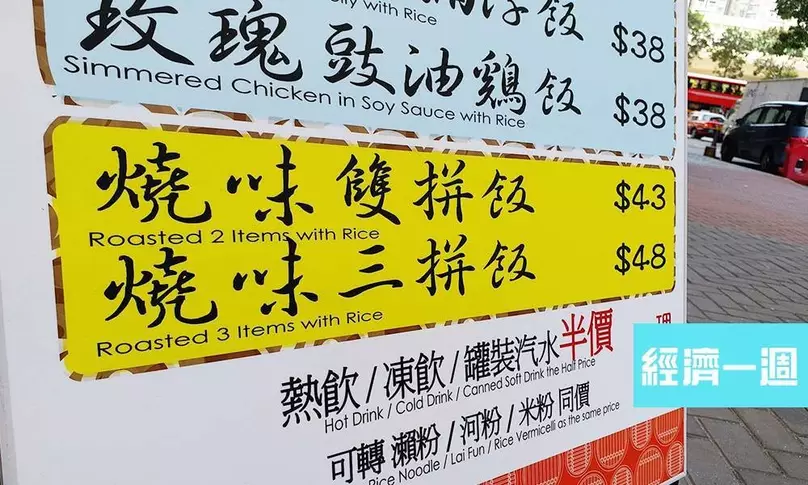 飯 $38
with Rice
玫瑰豉油鷄飯 $38
Simmered Chicken in Soy Sauce with Rice
燒味雙拼飯 $43
Roasted 2 Items with Rice
燒味三拼飯 $48
Roasted 3 Items with Rice
熱飲/凍飲/罐裝汽水半價
Hot Drink / Cold Drink / Canned Soft Drink the Half Price
可轉 瀨粉/河粉/米粉 同價
Rice Noodle / Lai Fun / Rice Vermicelli as the same price
經濟一週